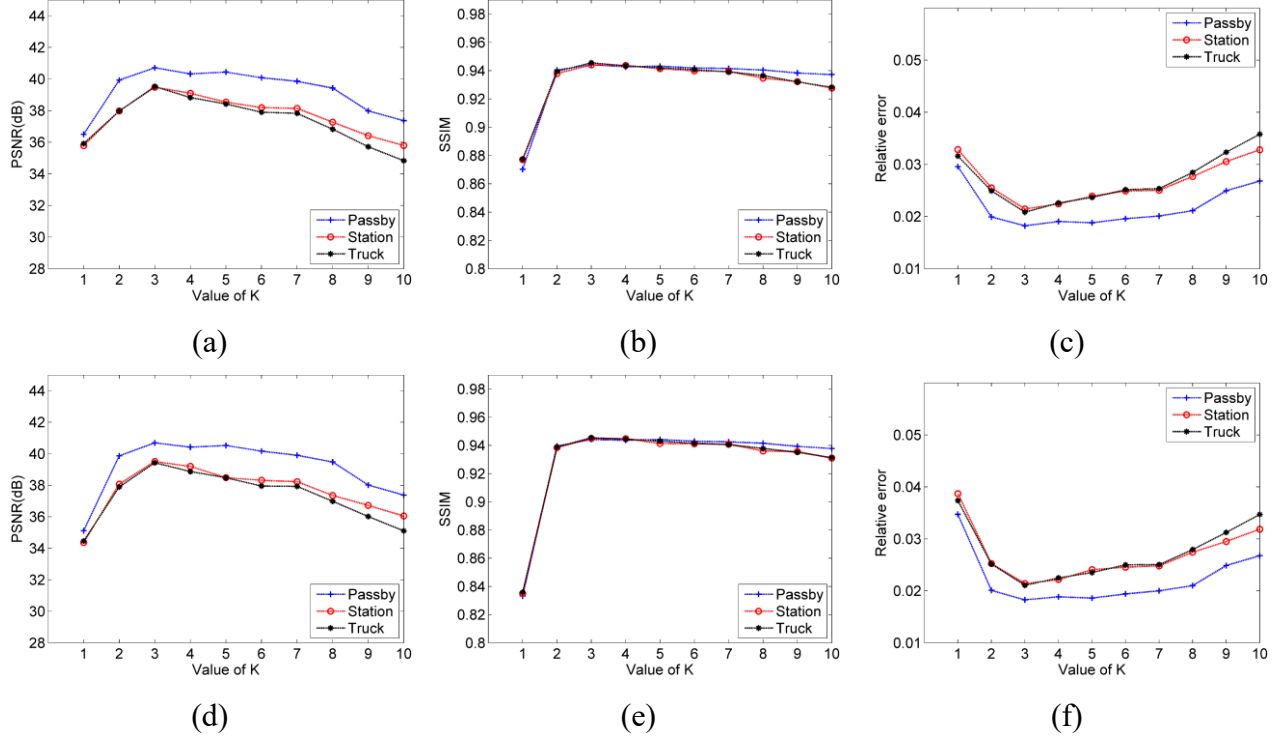 44
42
40
38
36
34
32
30
28
PSNR(dB)
Passby
Station
Truck
1 2 3 4 5 6 7 8 9 10
Value of K
(a)
0.98
0.96
0.94
0.92
0.9
0.88
0.86
0.84
0.82
0.8
SSIM
Passby
Station
Truck
1 2 3 4 5 6 7 8 9 10
Value of K
(b)
0.05
0.04
0.03
0.02
0.01
Relative error
Passby
Station
Truck
1 2 3 4 5 6 7 8 9 10
Value of K
(c)
44
42
40
38
36
34
32
30
28
PSNR(dB)
Passby
Station
Truck
1 2 3 4 5 6 7 8 9 10
Value of K
(d)
0.98
0.96
0.94
0.92
0.9
0.88
0.86
0.84
0.82
0.8
SSIM
Passby
Station
Truck
1 2 3 4 5 6 7 8 9 10
Value of K
(e)
0.05
0.04
0.03
0.02
0.01
Relative error
Passby
Station
Truck
1 2 3 4 5 6 7 8 9 10
Value of K
(f)